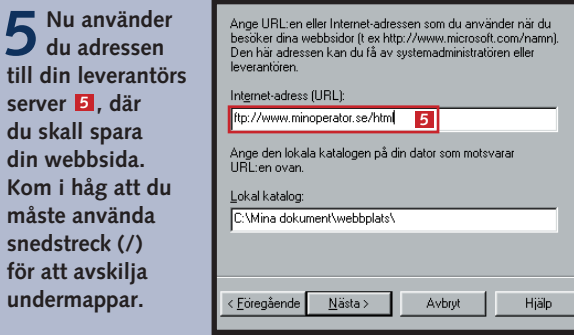 5 Nu använder
du adressen
till din leverantörs
server 5, där
du skall spara
din webbsida.
Kom i håg att du
måste använda
snedstreck (/)
för att avskilja
undermappar.
Ange URL:en eller Internet-adressen som du använder när du
besöker dina webbsidor (t ex http://www.microsoft.com/namn).
Den här adressen kan du få av systemadministratören eller
leverantören.
Internet-adress (URL):
ftp://www.minoperator.se/html 5
Ange den lokala katalogen på din dator som motsvarar
URL:en ovan.
Lokal katalog:
C:\Mina dokument\webbplats\
< Föregående Nästa > Avbryt Hjälp